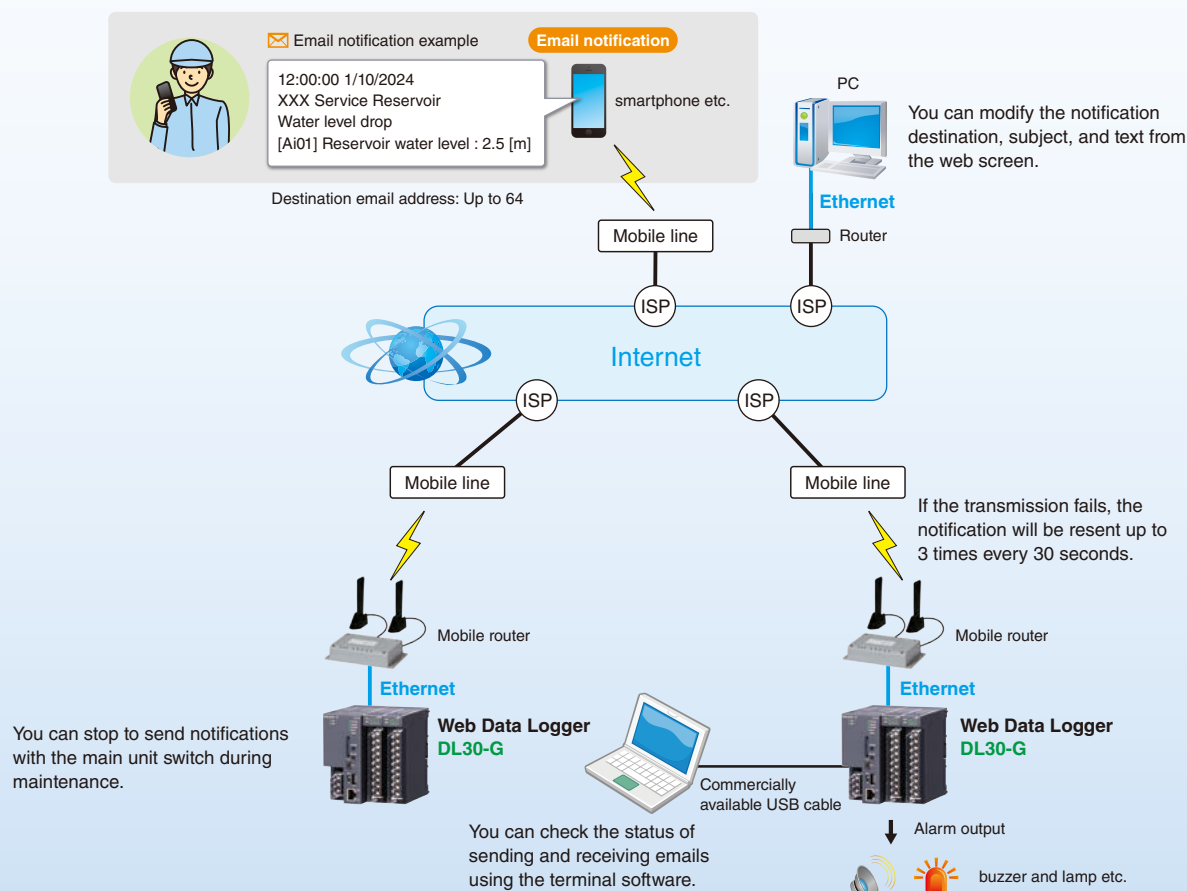 Email notification example
Email notification
12:00:00 1/10/2024
XXX Service Reservoir
Water level drop
[Ai01] Reservoir water level : 2.5 [m]
smartphone etc.
Destination email address: Up to 64
PC
You can modify the notification
destination, subject, and text from
the web screen.
Ethernet
Router
Mobile line
ISP
ISP
Internet
ISP
ISP
Mobile line
Mobile line
If the transmission fails, the
notification will be resent up to
3 times every 30 seconds.
Mobile router
Mobile router
Ethernet
Ethernet
You can stop to send notifications
with the main unit switch during
maintenance.
Web Data Logger
DL30-G
Web Data Logger
DL30-G
Commercially
available USB cable
You can check the status of
sending and receiving emails
using the terminal software.
Alarm output
buzzer and lamp etc.